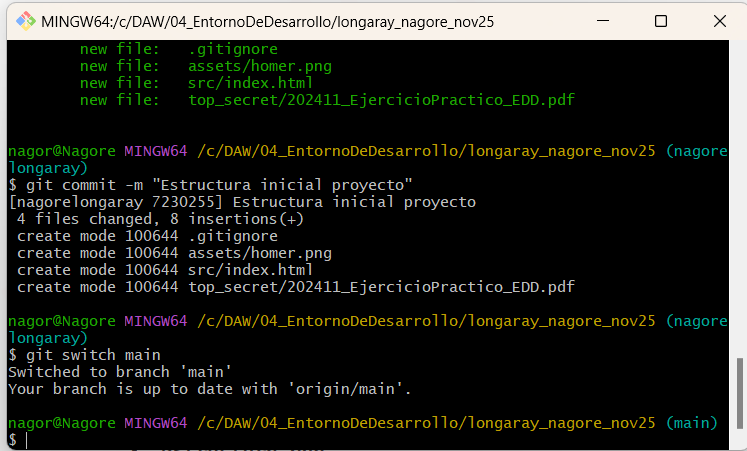 MINGW64:/c/DAW/04_EntornoDeDesarrollo/longaray_nagore_nov25
new file:   .gitignore
new file:   assets/homer.png
new file:   src/index.html
new file:   top_secret/202411_EjercicioPractico_EDD.pdf
nagor@Nagore MINGW64 /c/DAW/04_EntornoDeDesarrollo/longaray_nagore_nov25 (nagore
longaray)
$ git commit -m "Estructura inicial proyecto"
[nagorelongaray 7230255] Estructura inicial proyecto
4 files changed, 8 insertions(+)
create mode 100644 .gitignore
create mode 100644 assets/homer.png
create mode 100644 src/index.html
create mode 100644 top_secret/202411_EjercicioPractico_EDD.pdf
nagor@Nagore MINGW64 /c/DAW/04_EntornoDeDesarrollo/longaray_nagore_nov25 (nagore
longaray)
$ git switch main
Switched to branch 'main'
Your branch is up to date with 'origin/main'.
nagor@Nagore MINGW64 /c/DAW/04_EntornoDeDesarrollo/longaray_nagore_nov25 (main)
$